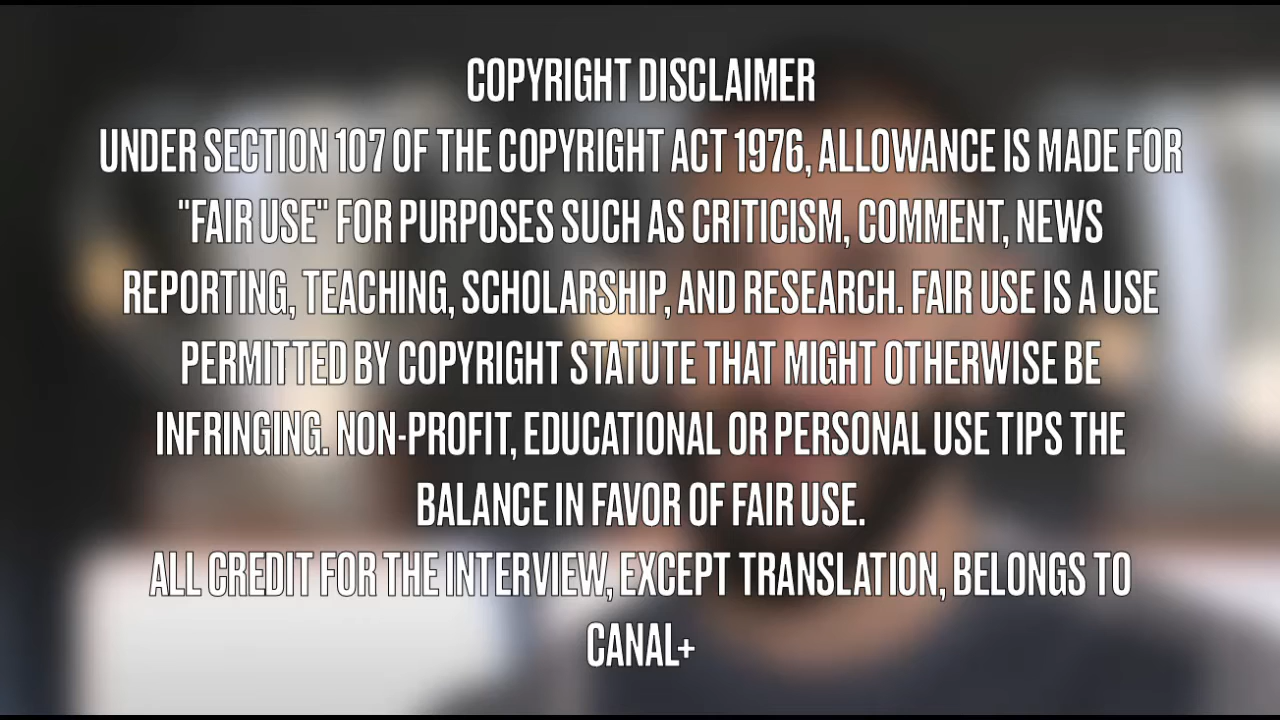 COPYRIGHT DISCLAIMER
UNDER SECTION 107 OF THE COPYRIGHT ACT 1976, ALLOWANCE IS MADE FOR
"FAIR USE" FOR PURPOSES SUCH AS CRITICISM, COMMENT, NEWS
REPORTING, TEACHING, SCHOLARSHIP, AND RESEARCH. FAIR USE IS A USE
PERMITTED BY COPYRIGHT STATUTE THAT MIGHT OTHERWISE BE
INFRINGING. NON-PROFIT, EDUCATIONAL OR PERSONAL USE TIPS THE
BALANCE IN FAVOR OF FAIR USE.
ALL CREDIT FOR THE INTERVIEW, EXCEPT TRANSLATION, BELONGS TO
CANAL+